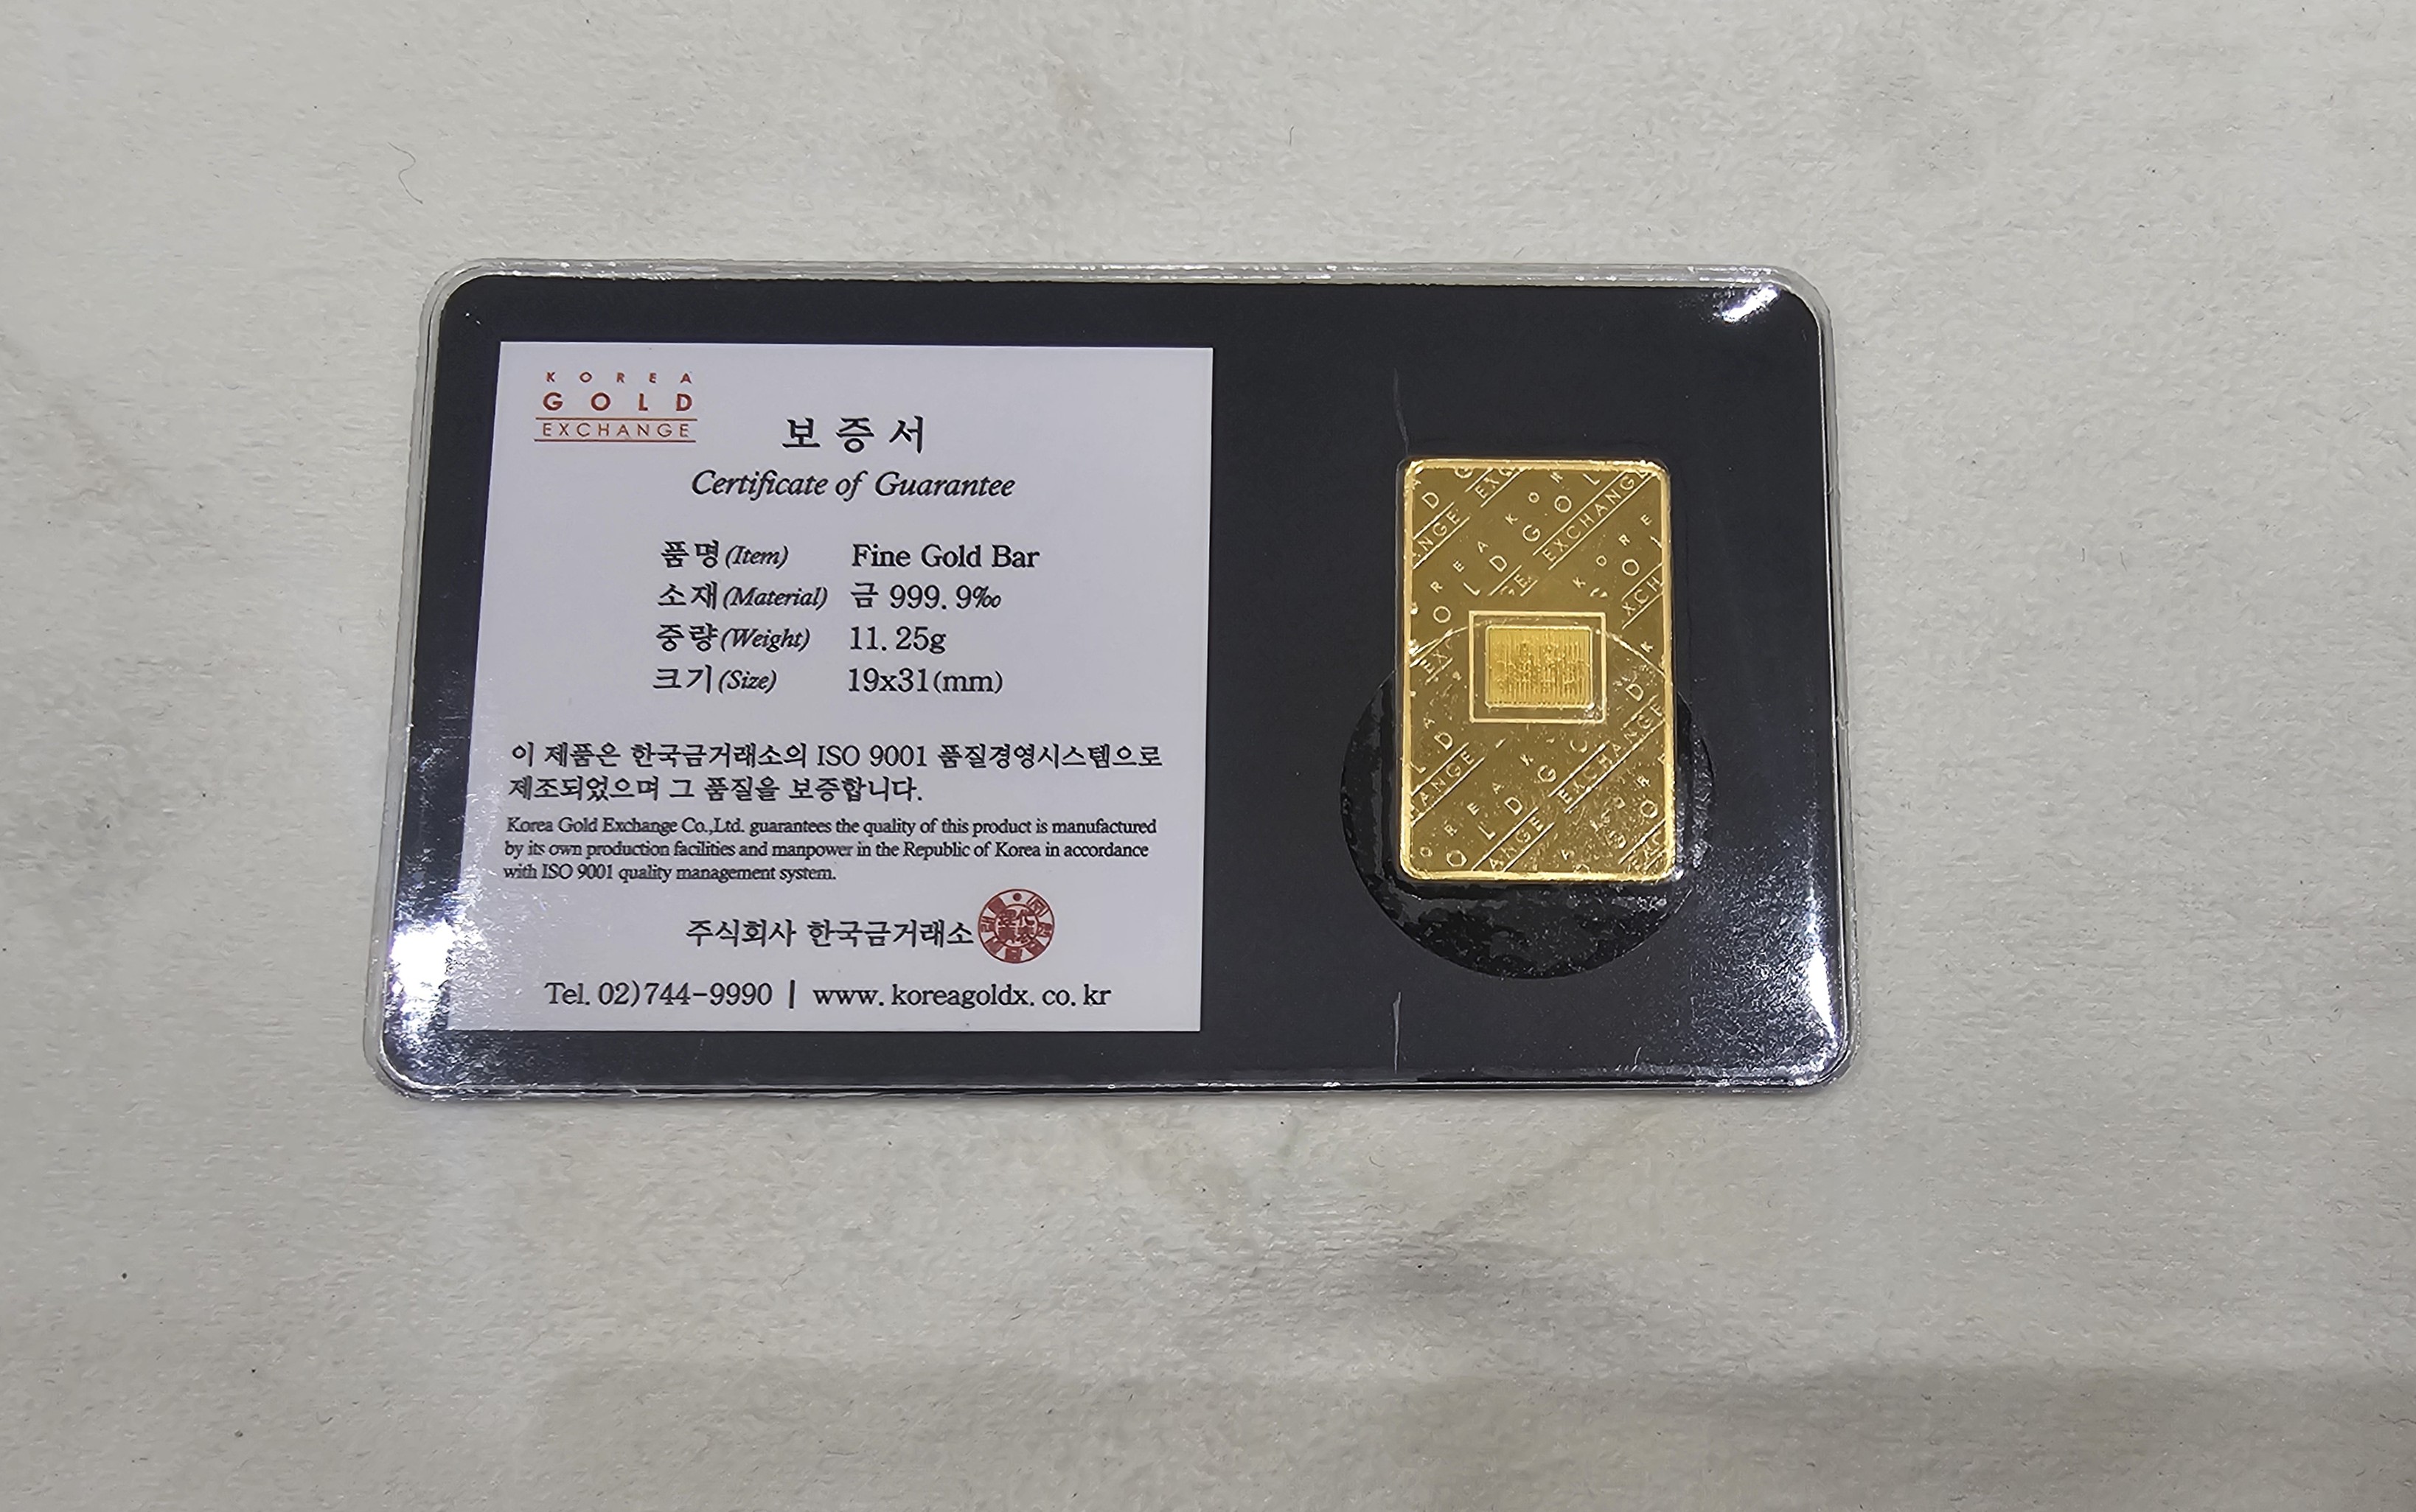 KOREA
GOLD
EXCHANGE
보증서
Certificate of Guarantee
품명(Item) Fine Gold Bar
소재(Material) 금 999.9‰
중량(Weight) 11.25g
크기(Size) 19x31(mm)
이 제품은 한국금거래소의 ISO 9001 품질경영시스템으로
제조되었으며 그 품질을 보증합니다.
Korea Gold Exchange Co.,Ltd. guarantees the quality of this product is manufactured
by its own production facilities and manpower in the Republic of Korea in accordance
with ISO 9001 quality management system.
주식회사 한국금거래소
Tel. 02)744-9990 | www.koreagoldx.co.kr
KOREA
GOLD
EXCHANGE